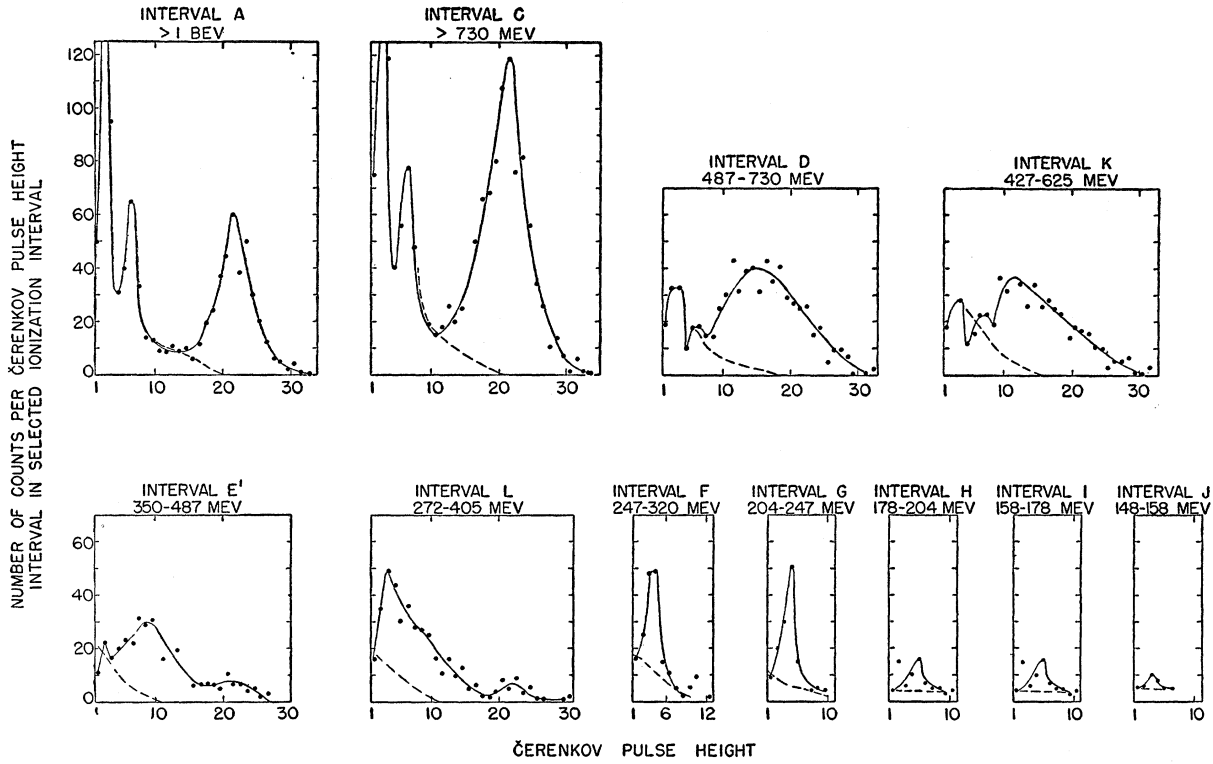 INTERVAL A
>1 BEV
INTERVAL C
> 730 MEV
120
100
80
60
40
20
0
1 10 20 30
1 10 20 30
INTERVAL D
487-730 MEV
1 10 20 30
INTERVAL K
427-625 MEV
1 10 20 30
NUMBER OF COUNTS PER ČERENKOV PULSE HEIGHT
INTERVAL IN SELECTED IONIZATION INTERVAL
INTERVAL E'
350-487 MEV
60
40
20
0
1 10 20 30
INTERVAL L
272-405 MEV
1 10 20 30
INTERVAL F
247-320 MEV
1 6 12
INTERVAL G
204-247 MEV
1 10
INTERVAL H
178-204 MEV
1 10
INTERVAL I
158-178 MEV
1 10
INTERVAL J
148-158 MEV
1 10
ČERENKOV PULSE HEIGHT